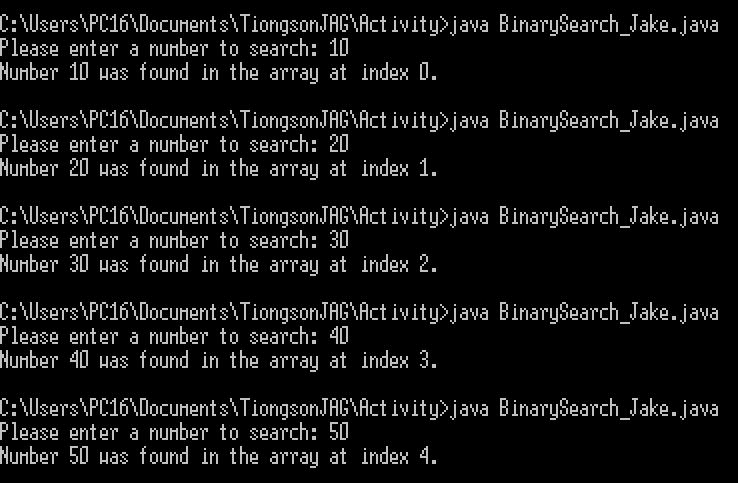 C:\Users\PC16\Documents\TiongsonJAG\Activity>java BinarySearch_Jake.java
Please enter a number to search: 10
Number 10 was found in the array at index 0.
C:\Users\PC16\Documents\TiongsonJAG\Activity>java BinarySearch_Jake.java
Please enter a number to search: 20
Number 20 was found in the array at index 1.
C:\Users\PC16\Documents\TiongsonJAG\Activity>java BinarySearch_Jake.java
Please enter a number to search: 30
Number 30 was found in the array at index 2.
C:\Users\PC16\Documents\TiongsonJAG\Activity>java BinarySearch_Jake.java
Please enter a number to search: 40
Number 40 was found in the array at index 3.
C:\Users\PC16\Documents\TiongsonJAG\Activity>java BinarySearch_Jake.java
Please enter a number to search: 50
Number 50 was found in the array at index 4.